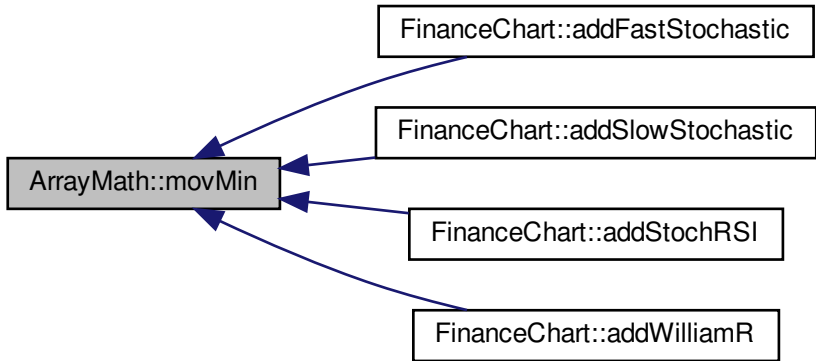 FinanceChart::addFastStochastic
FinanceChart::addSlowStochastic
ArrayMath::movMin
FinanceChart::addStochRSI
FinanceChart::addWilliamR